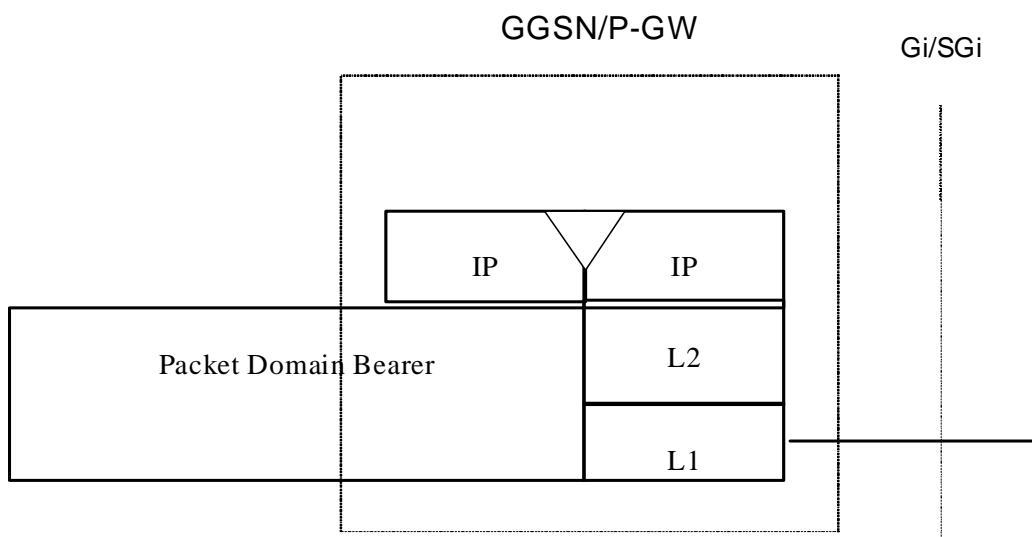 GGSN/P-GW
Gi/SGi
IP
IP
Packet Domain Bearer
L2
L1